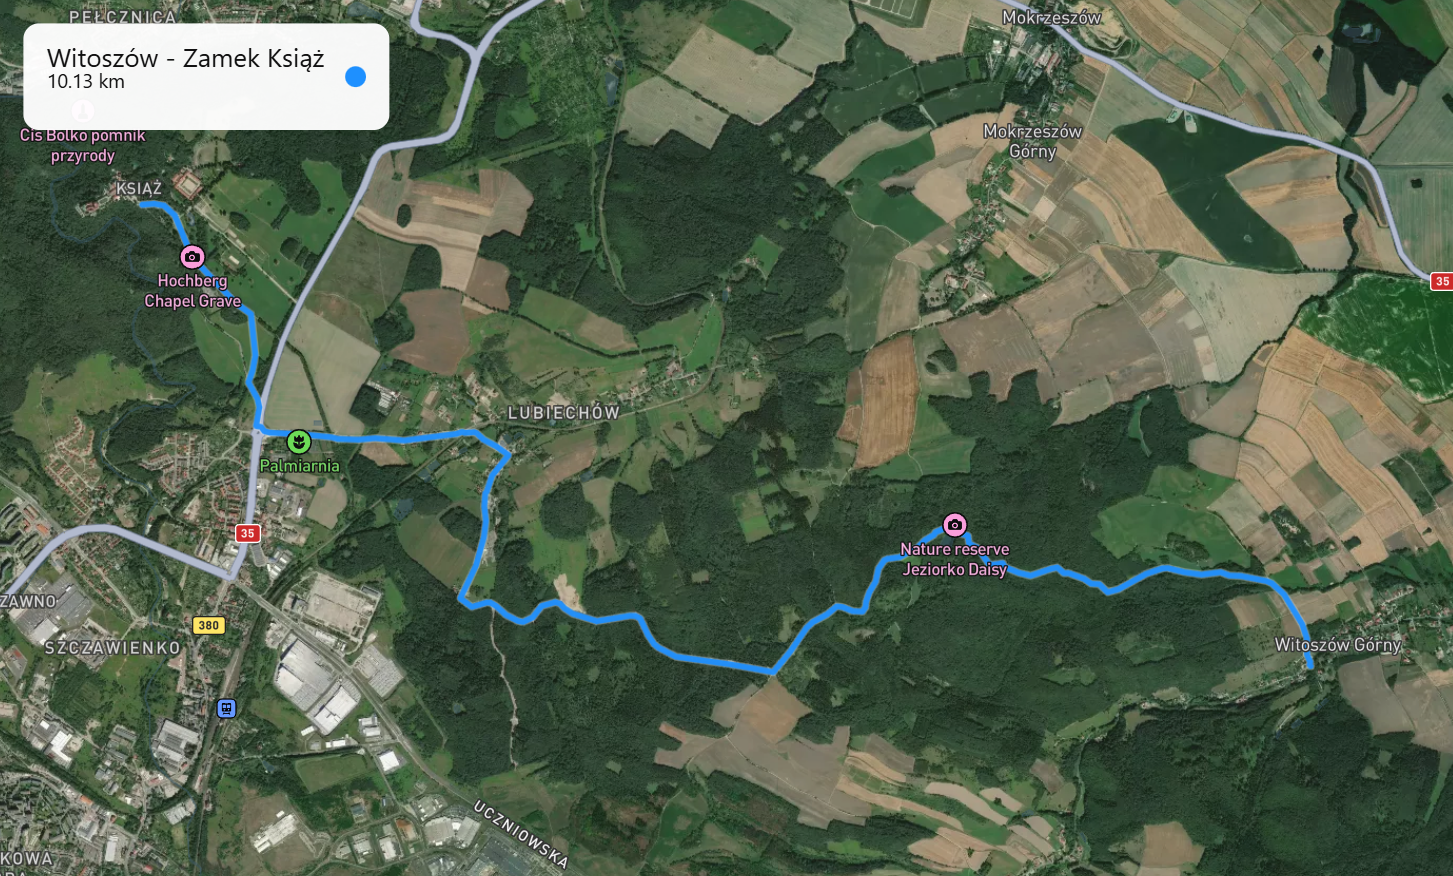 PEŁCZNICA
Witoszów - Zamek Książ
10.13 km
Cis Bolko pomnik
przyrody
KSIĄŻ
Hochberg
Chapel Grave
Mokrzeszów
Mokrzeszów
Górny
35
LUBIECHÓW
Palmiarnia
35
Nature reserve
Jeziorko Daisy
ZAWNO
380
SZCZAWIENKO
Witoszów Górny
UCZNIOWSKA
KOWA